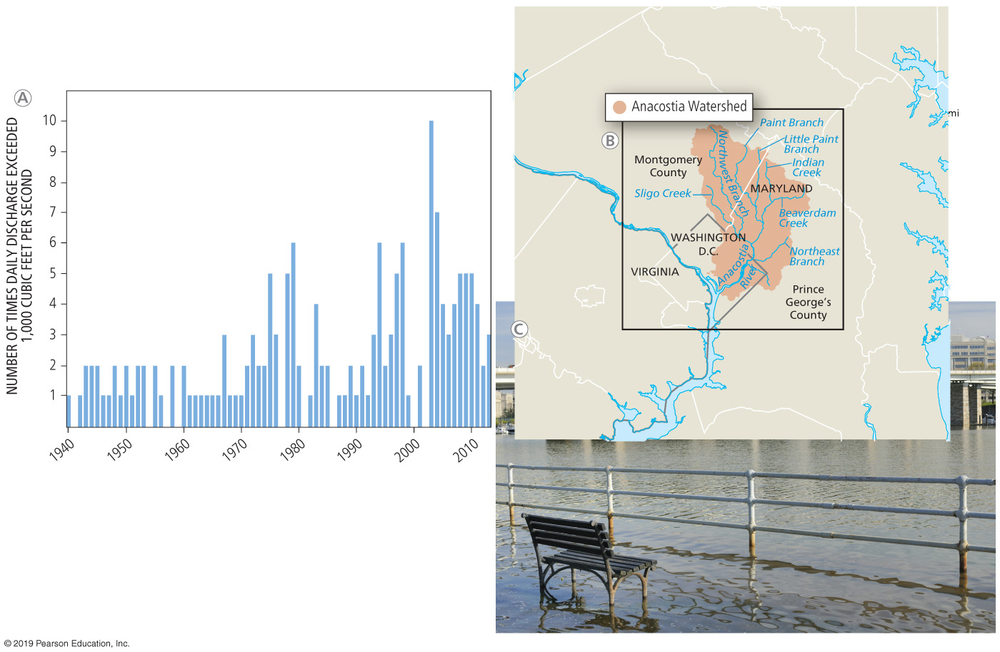 A
NUMBER OF TIMES DAILY DISCHARGE EXCEEDED
1,000 CUBIC FEET PER SECOND
10
9
8
7
6
5
4
3
2
1
1940
1950
1960
1970
1980
1990
2000
2010
Anacostia Watershed
mi
B
Paint Branch
Little Paint
Branch
Northwest Branch
Montgomery
County
Indian
Creek
Sligo Creek
MARYLAND
Beaverdam
Creek
WASHINGTON
D.C.
Anacostia
River
Northeast
Branch
VIRGINIA
Prince
George's
County
C
© 2019 Pearson Education, Inc.